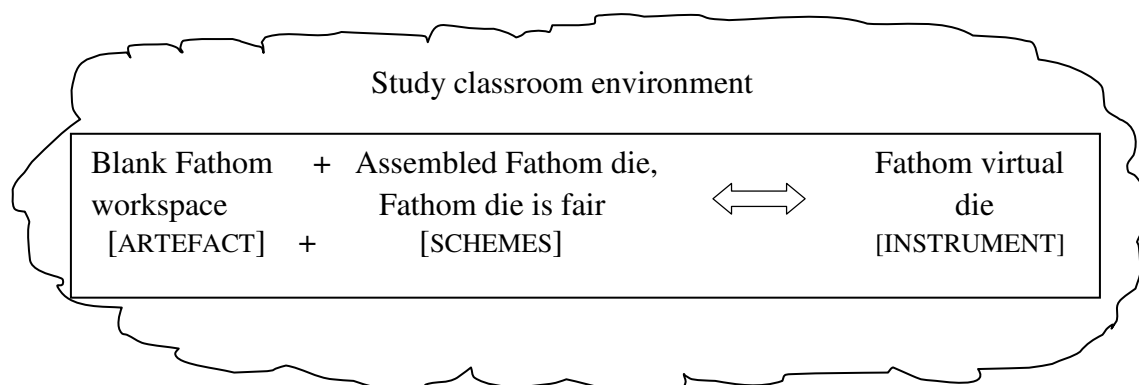 Study classroom environment
Blank Fathom + Assembled Fathom die, Fathom virtual
workspace Fathom die is fair die
[ARTEFACT] + [SCHEMES] [INSTRUMENT]